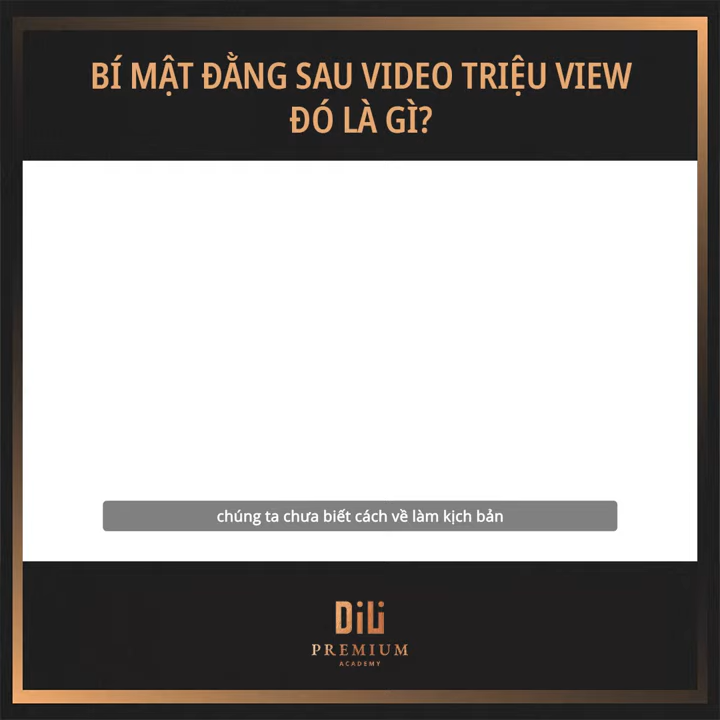 BÍ MẬT ĐẰNG SAU VIDEO TRIỆU VIEW
ĐÓ LÀ GÌ?
chúng ta chưa biết cách về làm kịch bản
DiLi
PREMIUM
ACADEMY